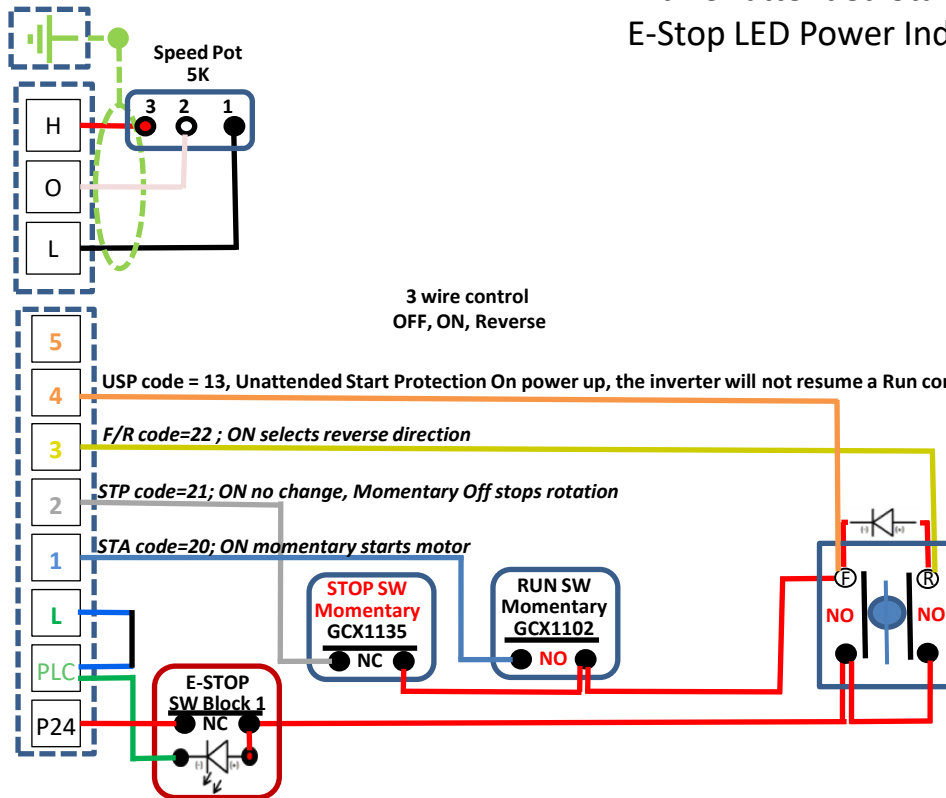 E-Stop LED Power Ind
Speed Pot
5K
3 2 1
H
O
L
3 wire control
OFF, ON, Reverse
5
4
USP code = 13, Unattended Start Protection On power up, the inverter will not resume a Run cor
3
F/R code=22 ; ON selects reverse direction
2
STP code=21; ON no change, Momentary Off stops rotation
1
STA code=20; ON momentary starts motor
L
PLC
P24
STOP SW
Momentary
GCX1135
NC
RUN SW
Momentary
GCX1102
NO
E-STOP
SW Block 1
NC
(-) (+)
(-) (+)
F R
NO NO